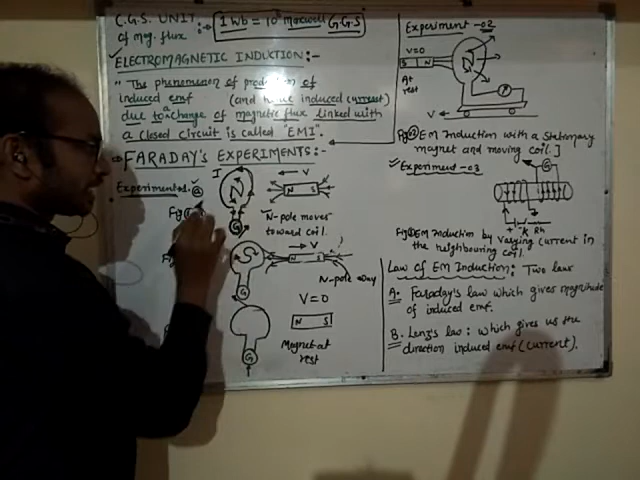 C.G.S. UNIT
of mag. flux :→ 1 Wb = 10⁸ maxwell C.G.S
✓ELECTROMAGNETIC INDUCTION:-
"The phenomenon of production of
induced emf (and hence induced current)
due to a change of magnetic flux linked with
a closed circuit is called "EMI".
→ FARADAY'S EXPERIMENTS:-
Experiment-01. ⓐ
Fig
I
N
G
← V
N S
N-pole moves
toward coil.
S
G
→ V
N S
N-pole away
G
V=0
N S
Magnet at
rest
Experiment-02
V=0
S N
N
At
rest
V ←
Fig ⓐ EM Induction with a stationary
magnet and moving coil.]
Experiment-03
G
+ - K Rh
Fig EM Induction by varying current in
the neighbouring coil.
Law of EM Induction: Two laws
A. Faraday's law which gives magnitude
of induced emf.
B. Lenz's law: which gives us the
direction induced emf (current).